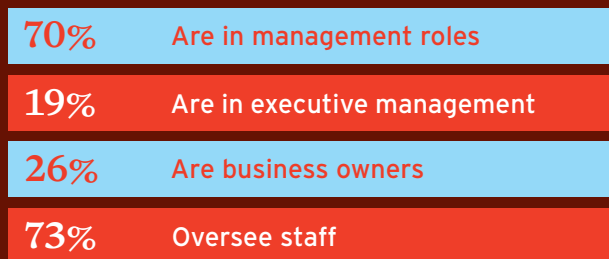 70% Are in management roles
19% Are in executive management
26% Are business owners
73% Oversee staff